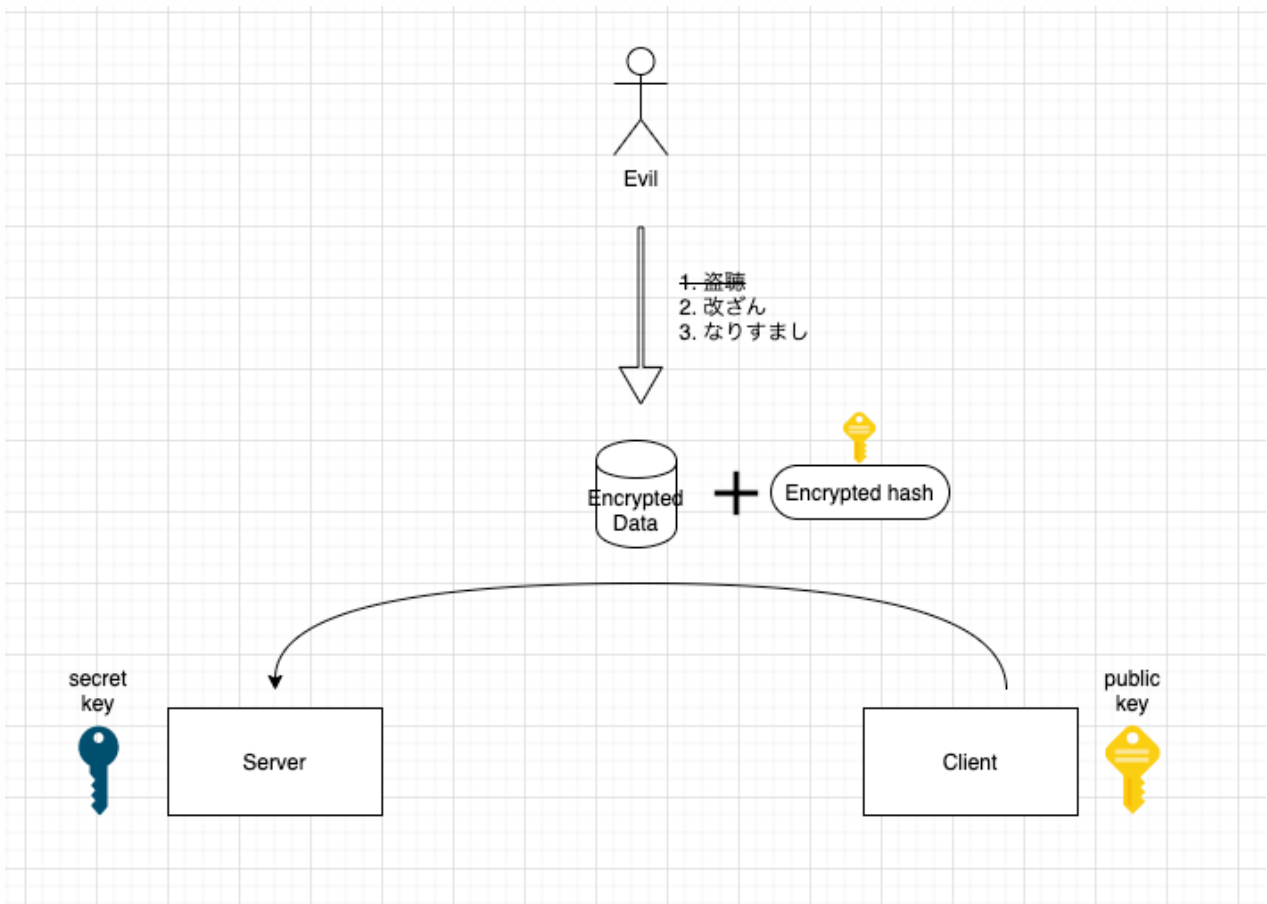 Evil
1. 盗聴
2. 改ざん
3. なりすまし
Encrypted
Data
Encrypted hash
secret
key
public
key
Server
Client